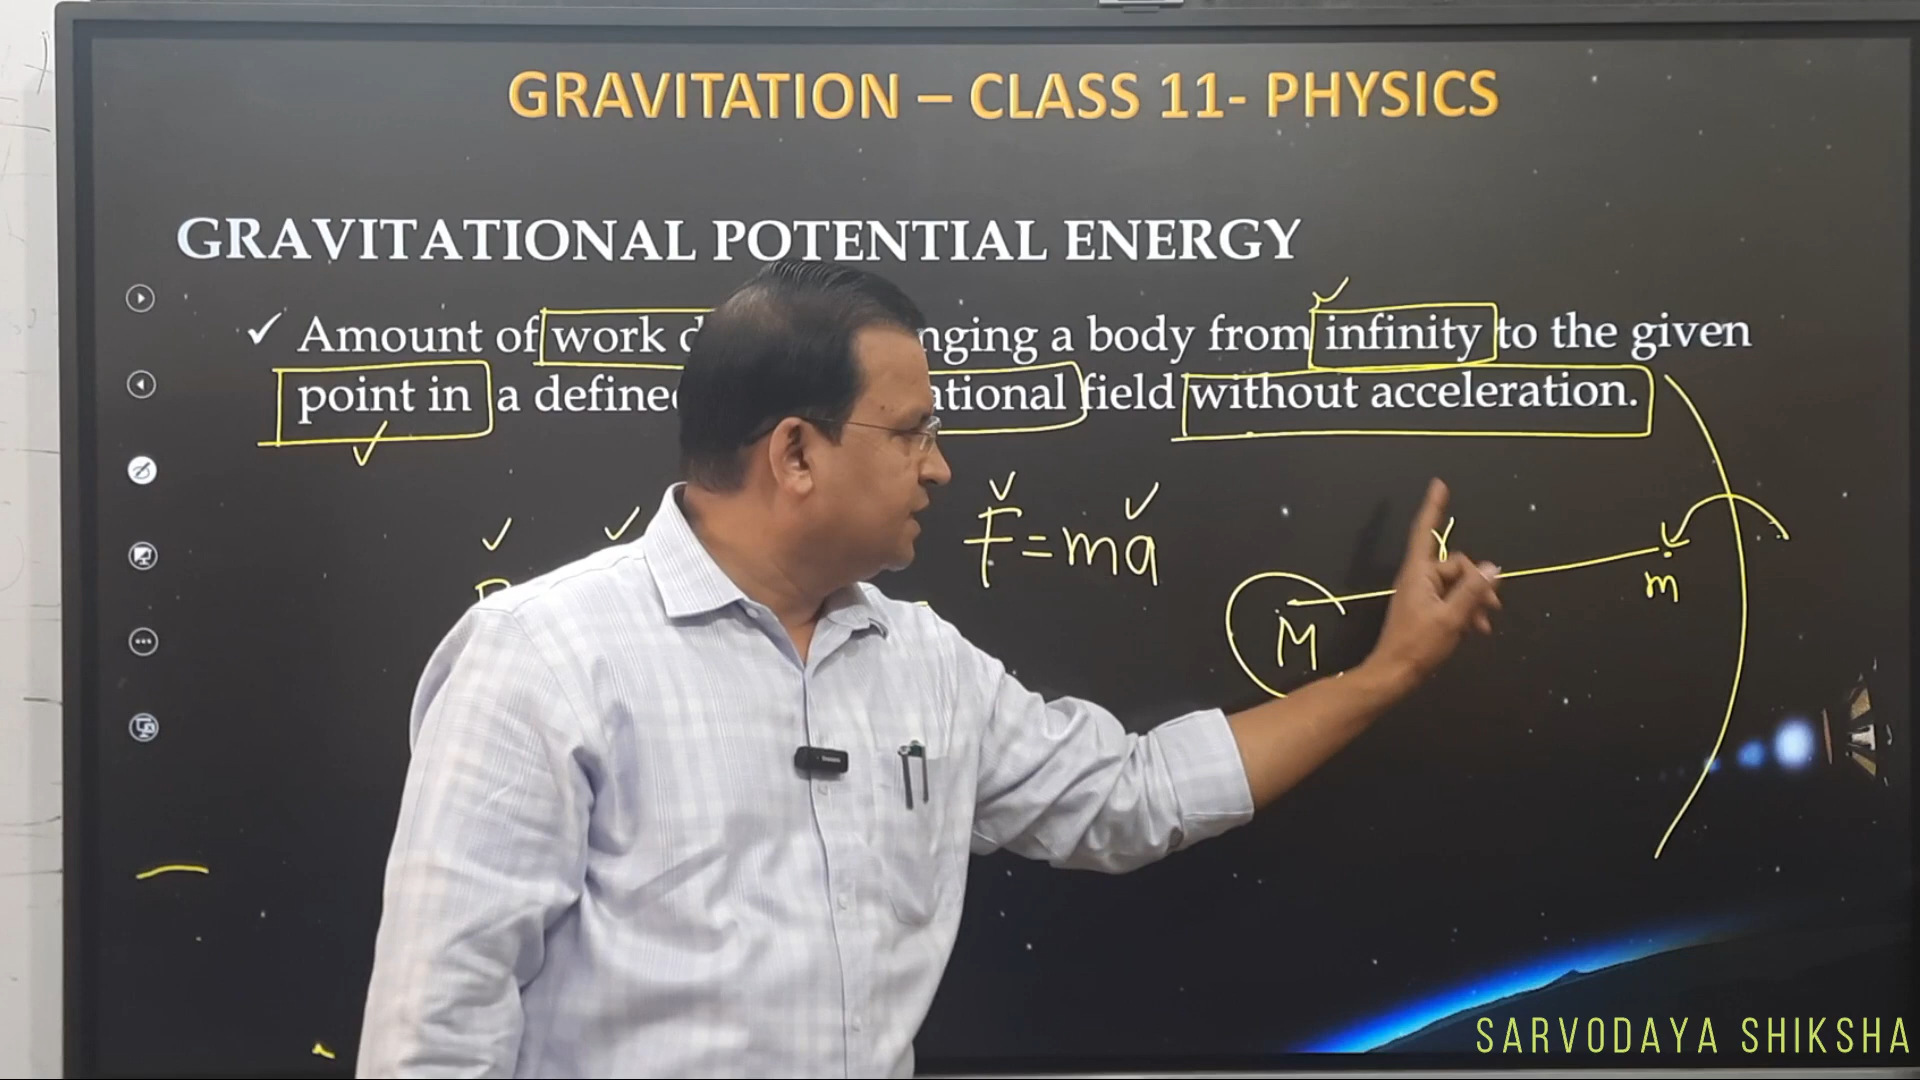 GRAVITATION – CLASS 11- PHYSICS
GRAVITATIONAL POTENTIAL ENERGY
✓ Amount of work nging a body from infinity to the given
point in a define ational field without acceleration.
F = ma
r
m
M
SARVODAYA SHIKSHA